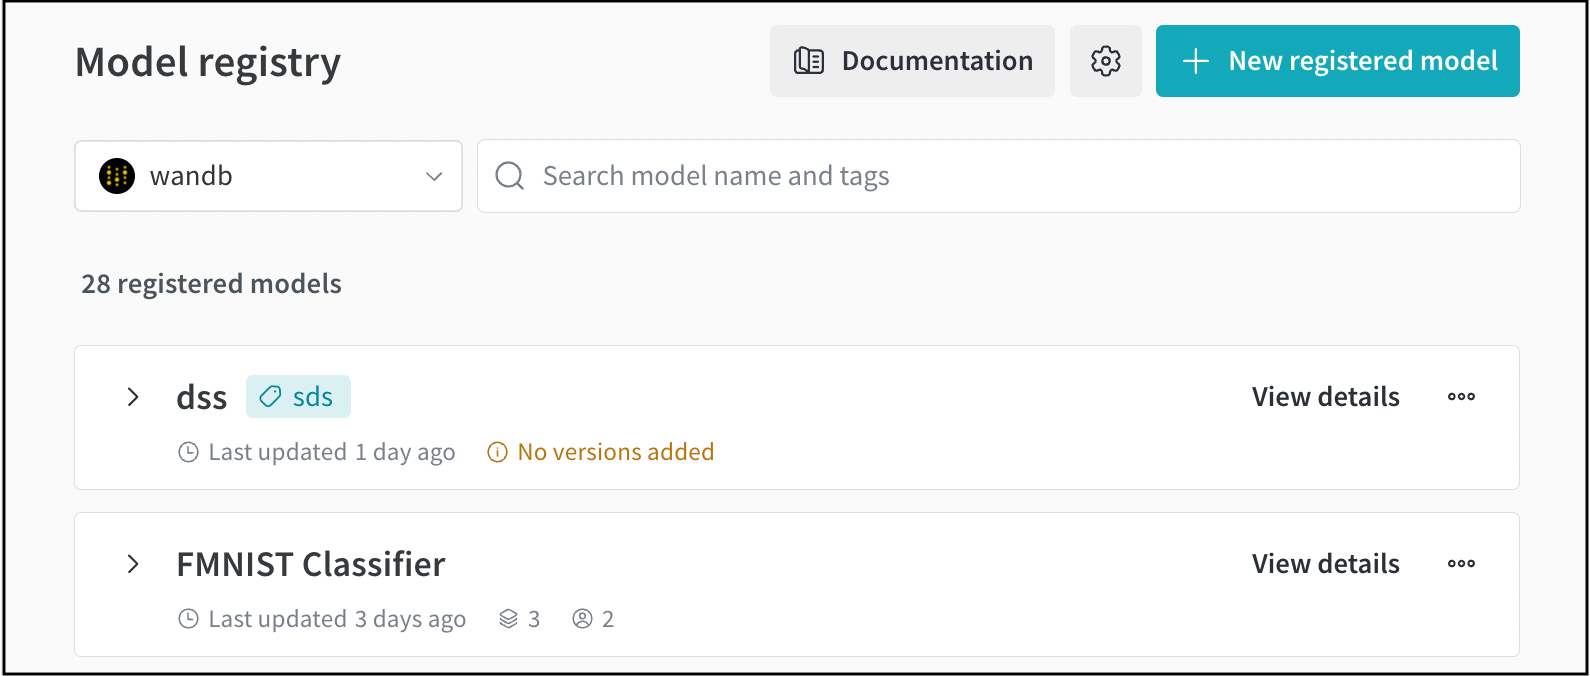 Model registry
Documentation
New registered model
wandb
Search model name and tags
28 registered models
dss sds
View details
Last updated 1 day ago No versions added
FMNIST Classifier
View details
Last updated 3 days ago 3 2